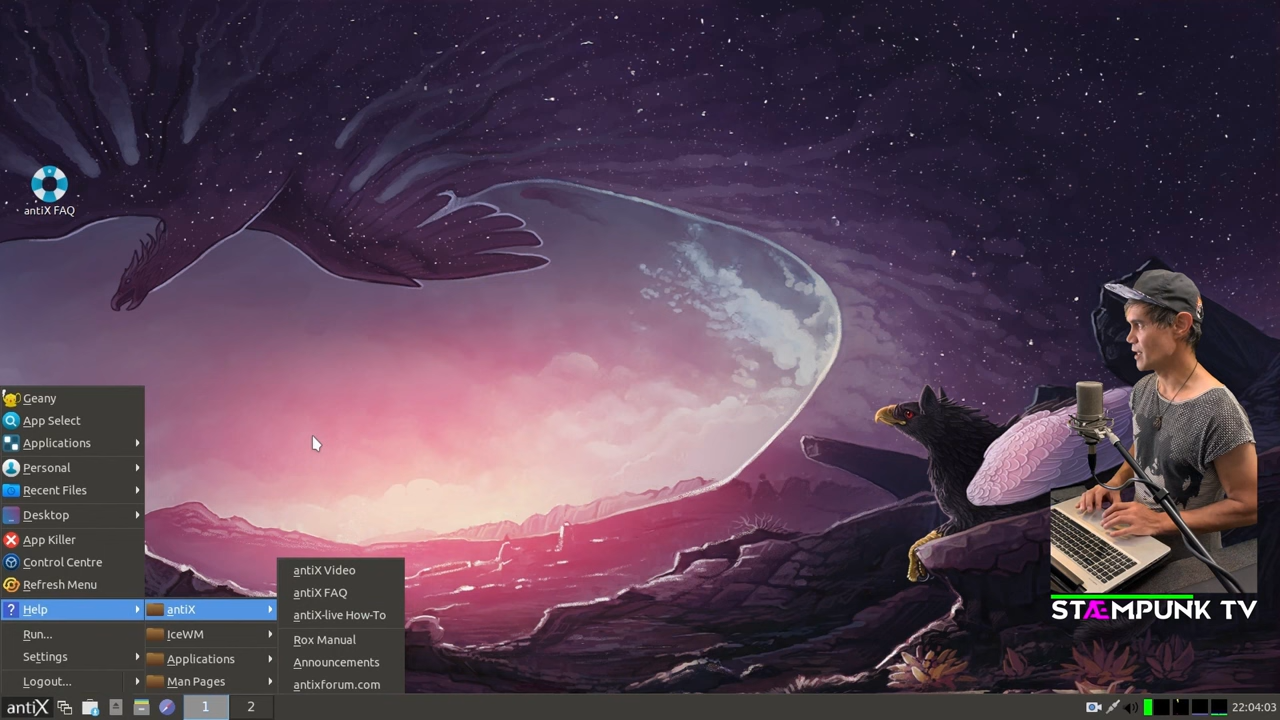 antiX FAQ
Geany
App Select
Applications
Personal
Recent Files
Desktop
App Killer
Control Centre
Refresh Menu
Help
Run...
Settings
Logout...
antiX
IceWM
Applications
Man Pages
antiX Video
antiX FAQ
antiX-live How-To
Rox Manual
Announcements
antixforum.com
STÆMPUNK TV
antiX
1
2
22:04:03